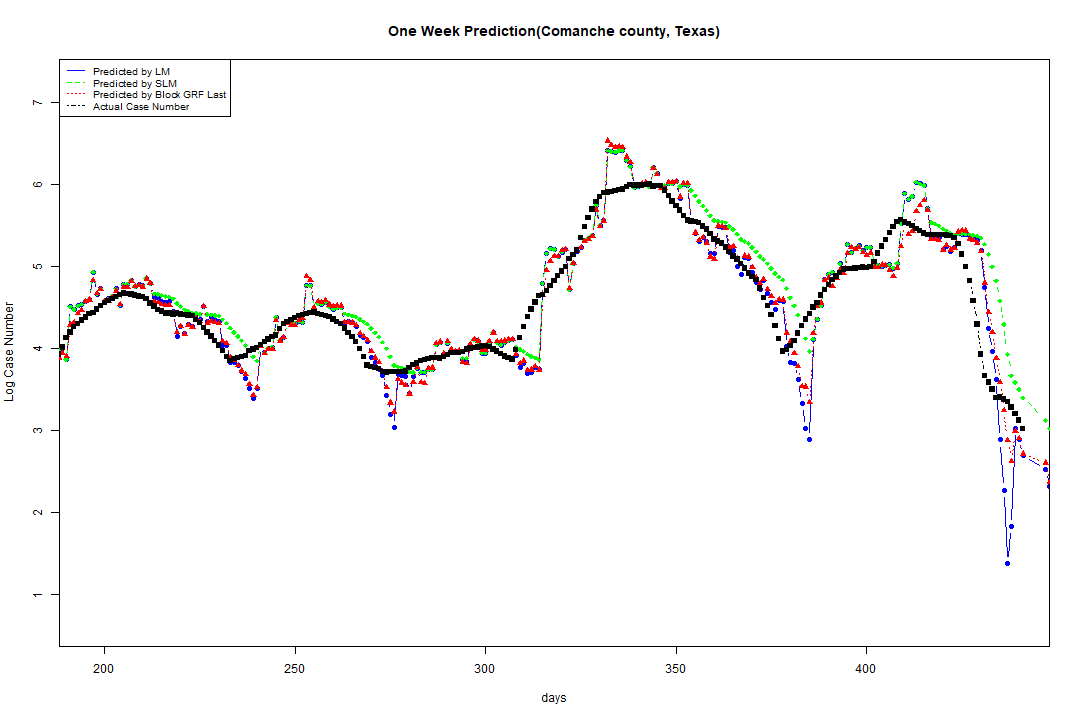 One Week Prediction(Comanche county, Texas)
Predicted by LM
Predicted by SLM
Predicted by Block GRF Last
Actual Case Number
Log Case Number
7
6
5
4
3
2
1
200 250 300 350 400
days